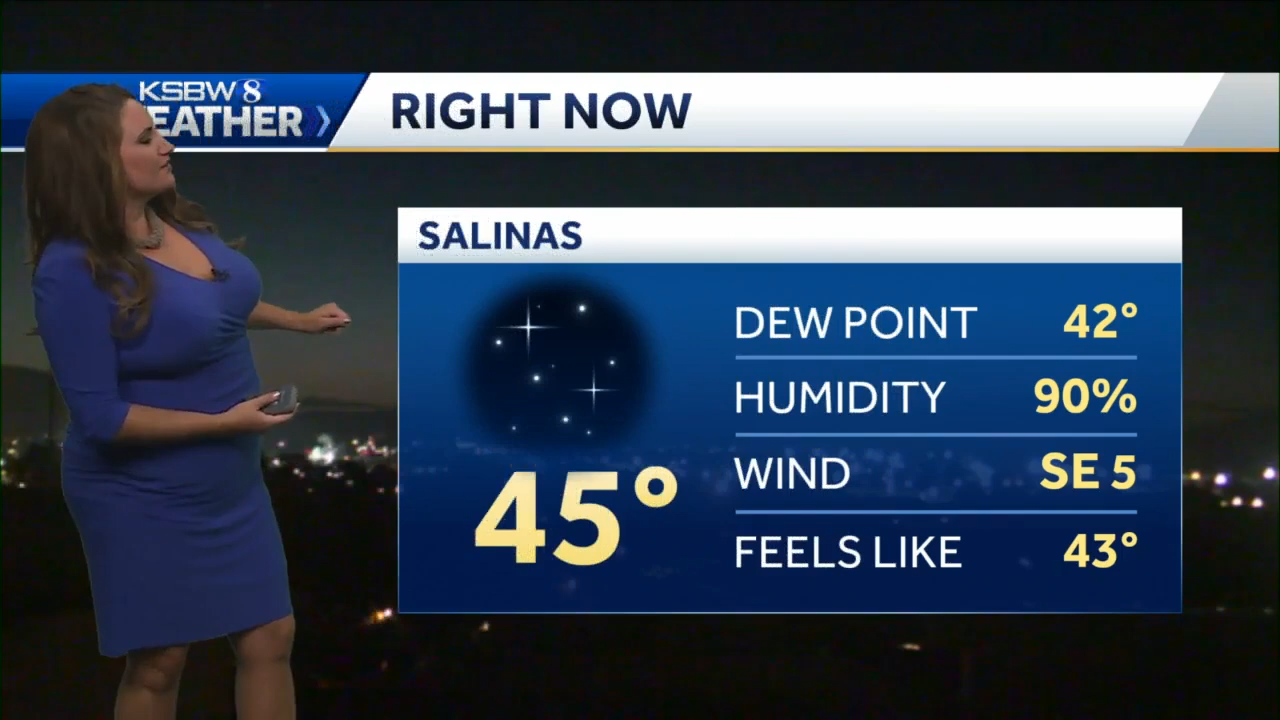 KSBW 8
EATHER
RIGHT NOW
SALINAS
45°
DEW POINT 42°
HUMIDITY 90%
WIND SE 5
FEELS LIKE 43°